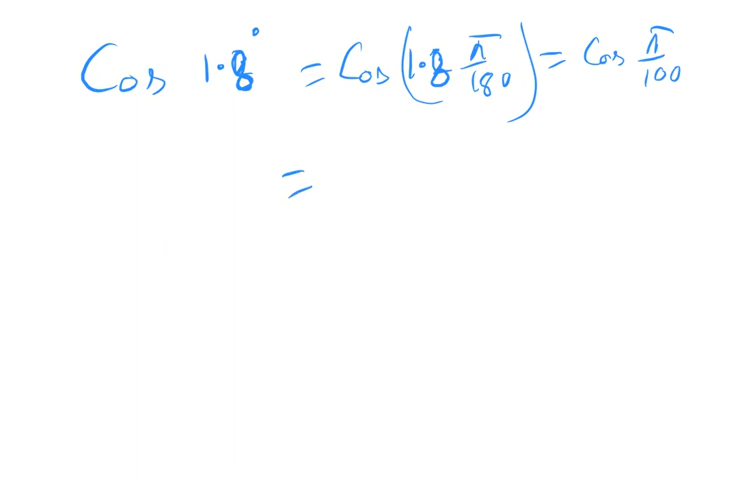 Cos 1.8° = Cos(1.8 π/180) = Cos π/100
=